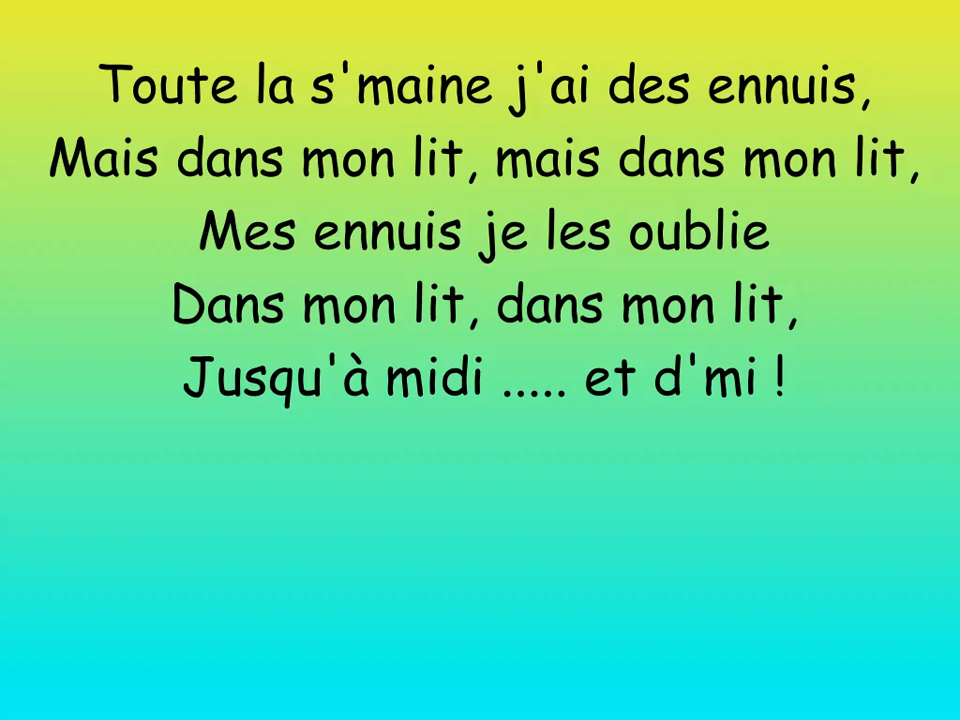 Toute la s'maine j'ai des ennuis,
Mais dans mon lit, mais dans mon lit,
Mes ennuis je les oublie
Dans mon lit, dans mon lit,
Jusqu'à midi ..... et d'mi !